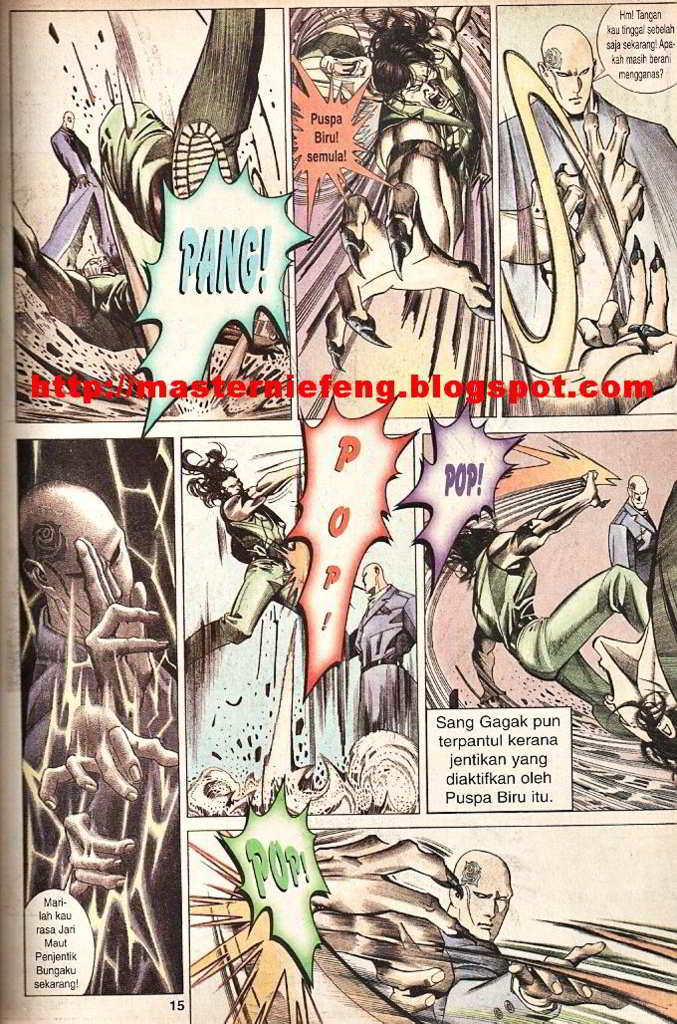 PANG!
Puspa
Biru!
semula!
Hm! Tangan
kau tinggal sebelah
saja sekarang! Apa-
kah masih berani
mengganas?
http://masterniefeng.blogspot.com
Mari-
lah kau
rasa Jari
Maut
Penjentik
Bungaku
sekarang!
POP!
POP!
Sang Gagak pun
terpantul kerana
jentikan yang
diaktifkan oleh
Puspa Biru itu.
POP!
15